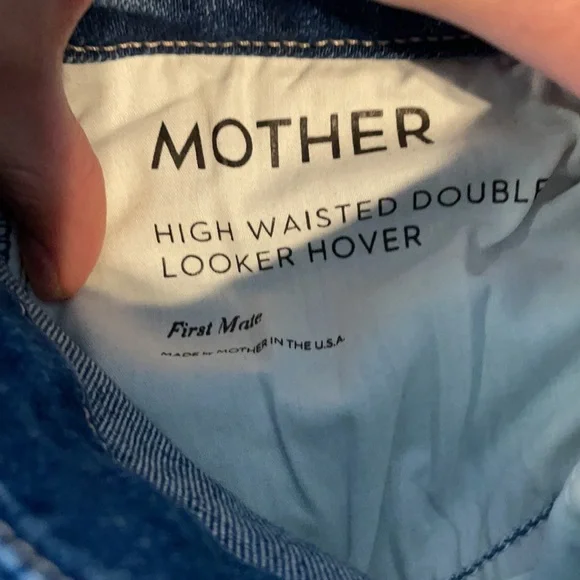 MOTHER
HIGH WAISTED DOUBLE
LOOKER HOVER
First Mate
MADE by MOTHER IN THE U.S.A.